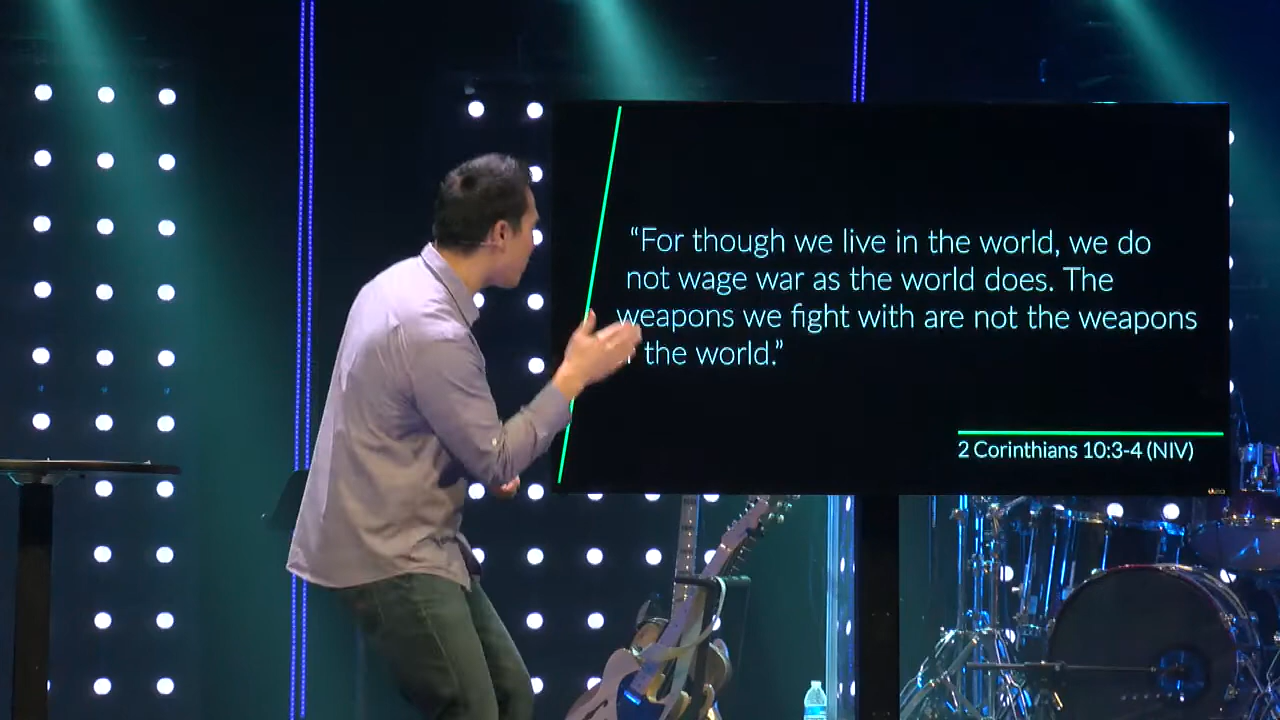 “For though we live in the world, we do
not wage war as the world does. The
weapons we fight with are not the weapons
the world.”
2 Corinthians 10:3-4 (NIV)